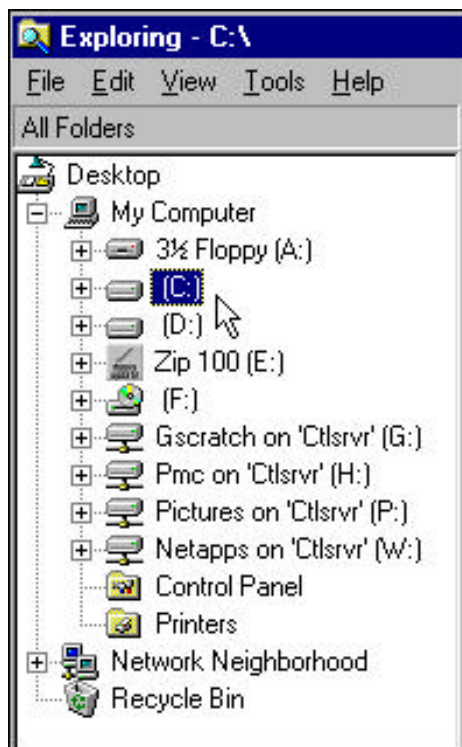 Exploring - C:\
File Edit View Tools Help
All Folders
Desktop
My Computer
3½ Floppy (A:)
(C:)
(D:)
Zip 100 (E:)
(F:)
Gscratch on 'Ctlsrvr' (G:)
Pmc on 'Ctlsrvr' (H:)
Pictures on 'Ctlsrvr' (P:)
Netapps on 'Ctlsrvr' (W:)
Control Panel
Printers
Network Neighborhood
Recycle Bin